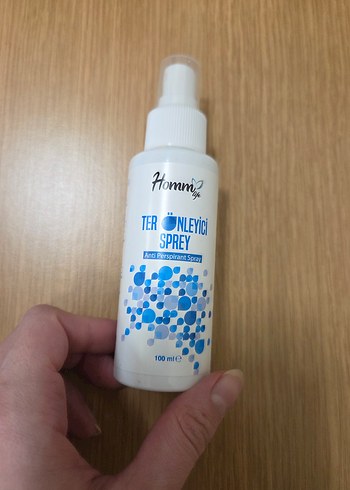 Homm
life
TER ÖNLEYİCİ
SPREY
Anti Perspirant Spray
100 ml ℮